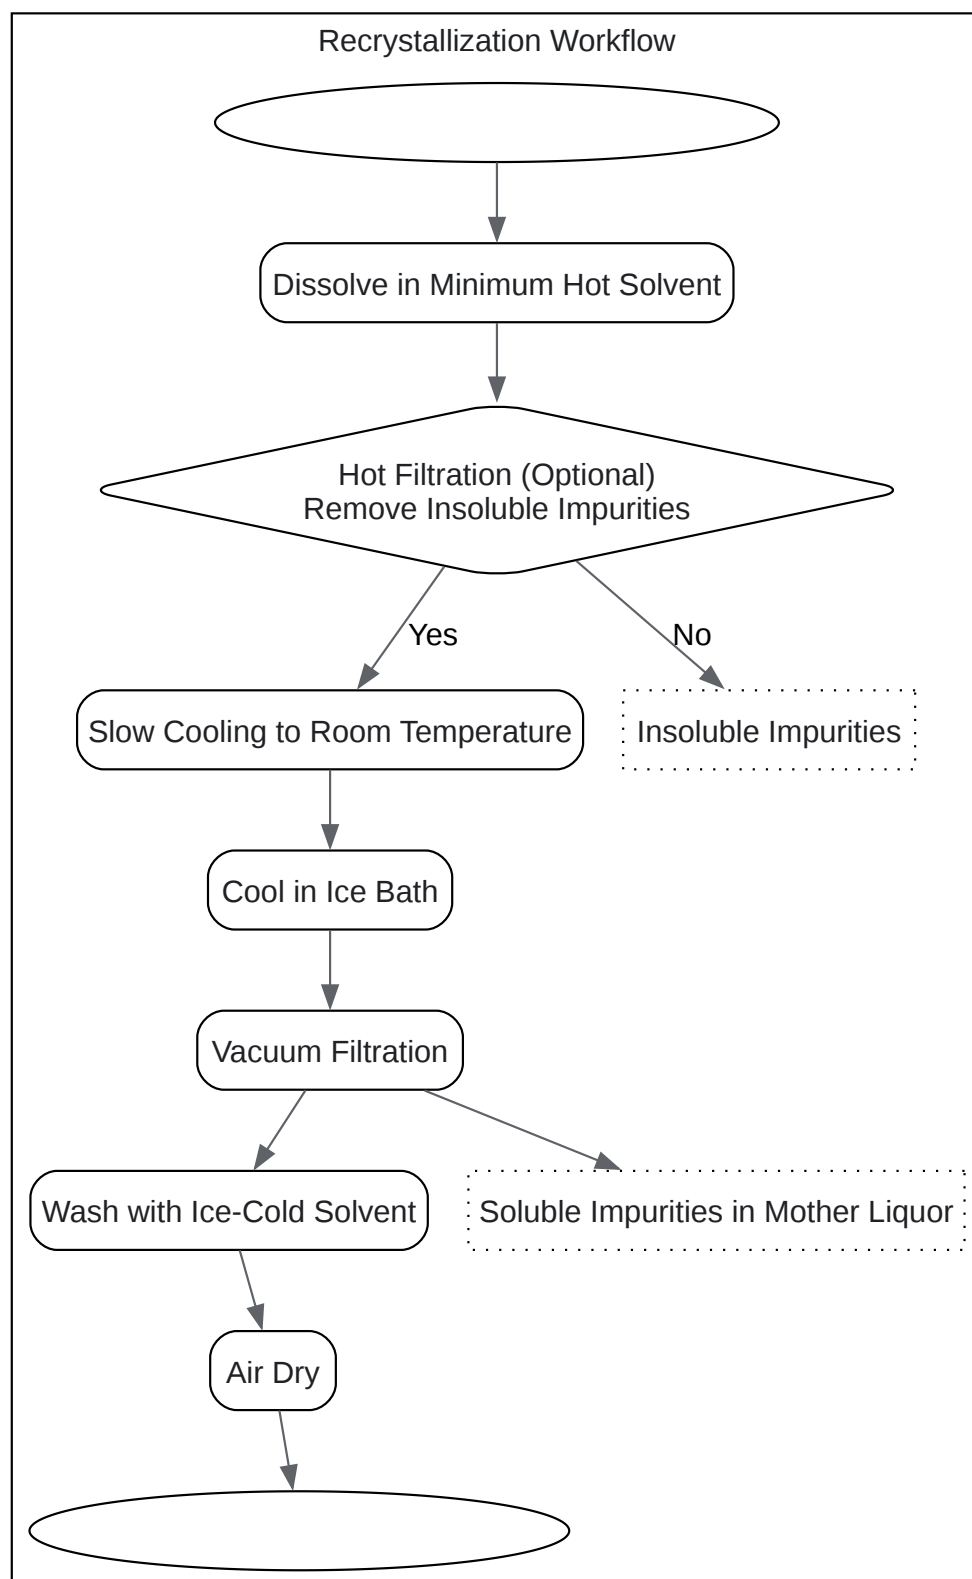 Recrystallization Workflow
Dissolve in Minimum Hot Solvent
Hot Filtration (Optional)
Remove Insoluble Impurities
Yes
No
Slow Cooling to Room Temperature
Insoluble Impurities
Cool in Ice Bath
Vacuum Filtration
Wash with Ice-Cold Solvent
Soluble Impurities in Mother Liquor
Air Dry